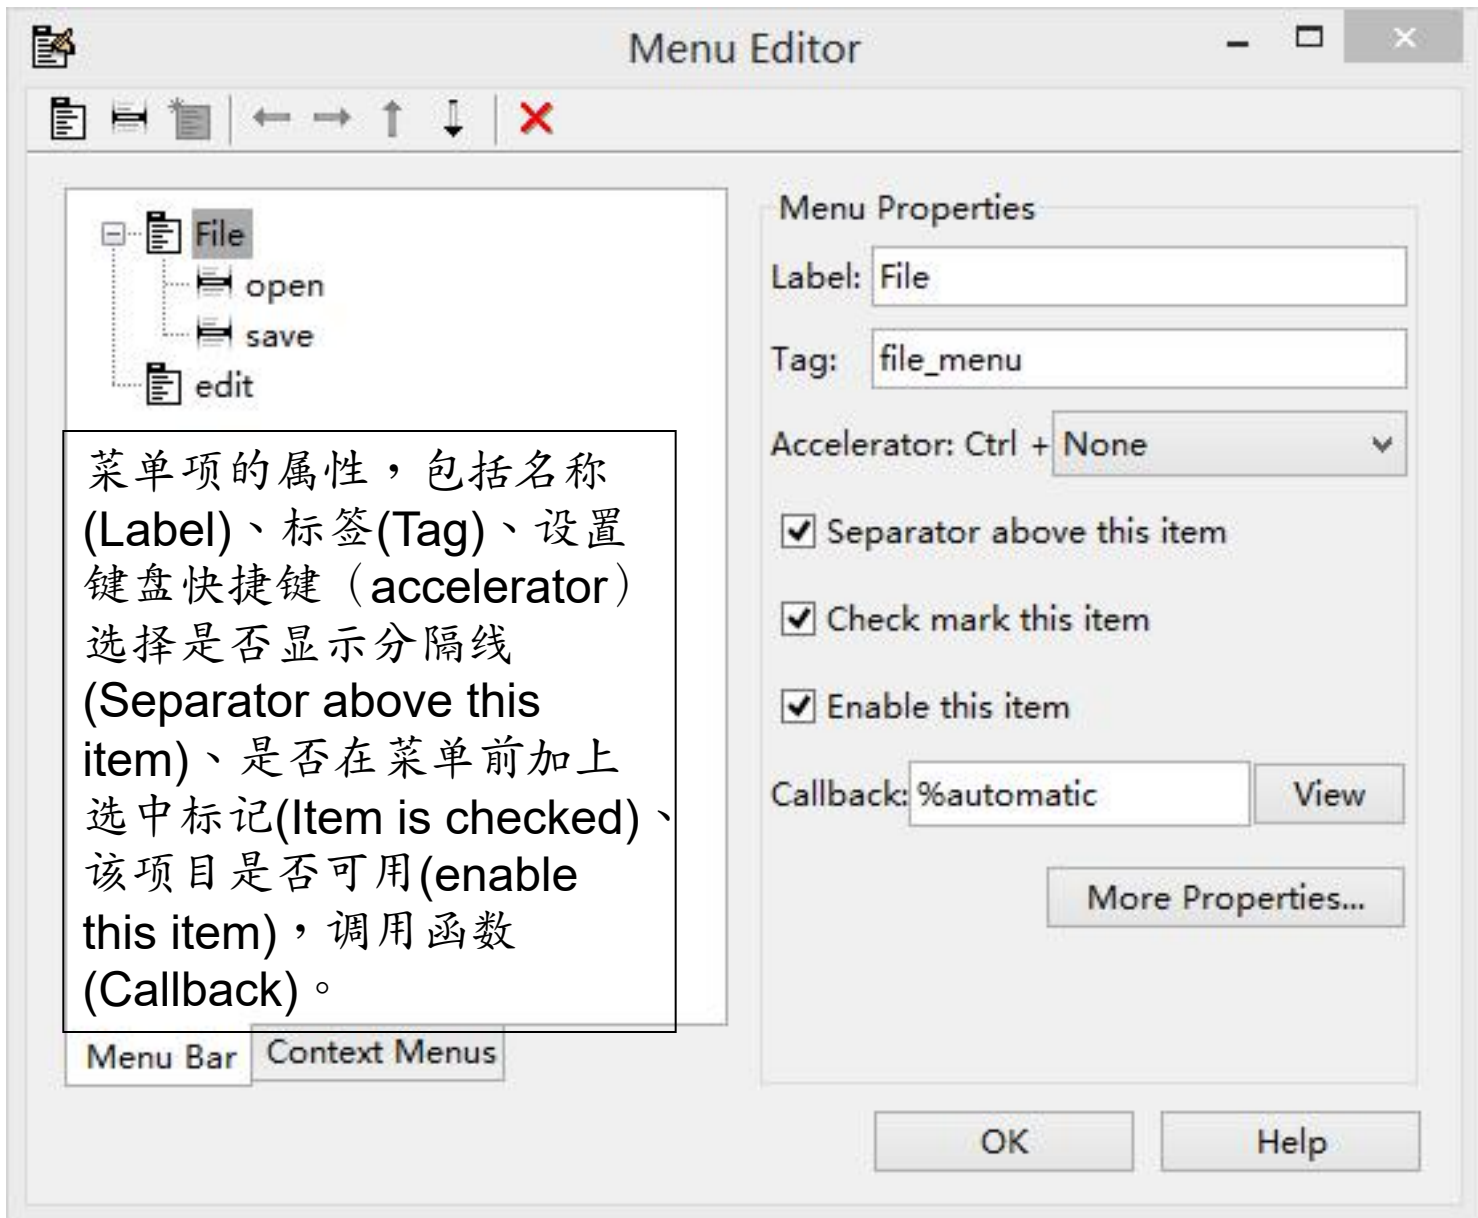 Menu Editor
File
open
save
edit
菜单项的属性，包括名称
(Label)、标签(Tag)、设置
键盘快捷键（accelerator）
选择是否显示分隔线
(Separator above this
item)、是否在菜单前加上
选中标记(Item is checked)、
该项目是否可用(enable
this item)，调用函数
(Callback)。
Menu Bar
Context Menus
Menu Properties
Label: File
Tag: file_menu
Accelerator: Ctrl + None
Separator above this item
Check mark this item
Enable this item
Callback: %automatic View
More Properties...
OK
Help